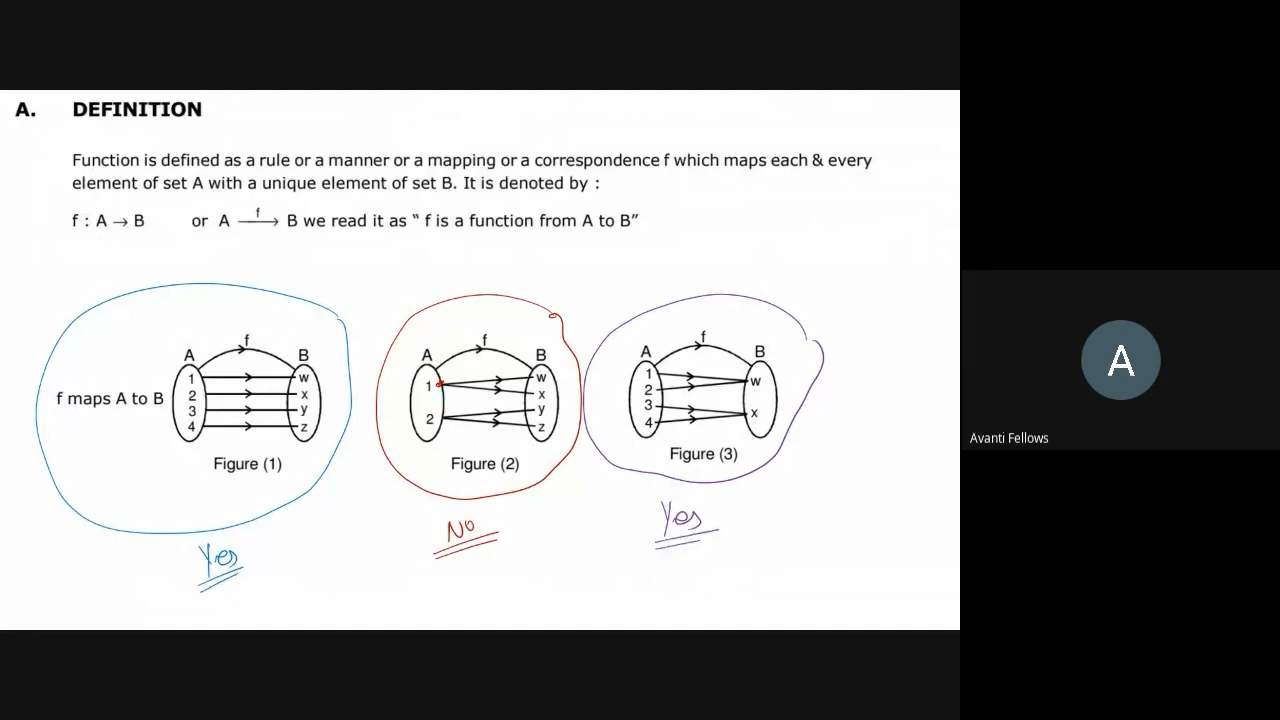 A. DEFINITION
Function is defined as a rule or a manner or a mapping or a correspondence f which maps each & every
element of set A with a unique element of set B. It is denoted by :
f : A → B or A —f→ B we read it as “ f is a function from A to B”
f maps A to B
f
A B
1 w
2 x
3 y
4 z
Figure (1)
Yes
f
A B
1 w
x
2 y
z
Figure (2)
No
f
A B
1
2 w
3
4 x
Figure (3)
Yes
A
Avanti Fellows